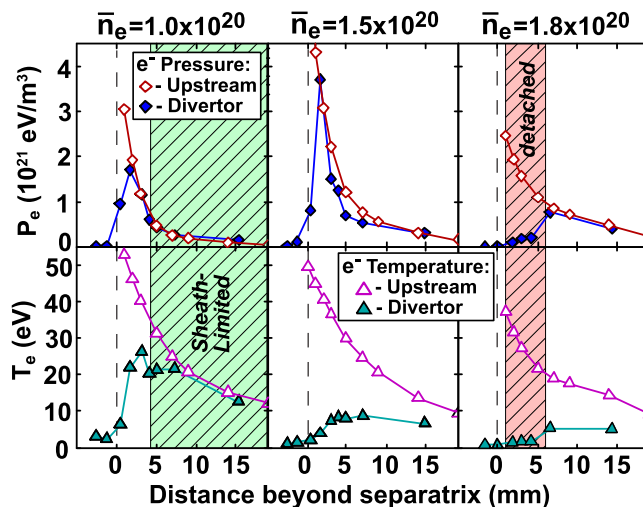 n̅e=1.0x10²⁰ n̅e=1.5x10²⁰ n̅e=1.8x10²⁰
Pe (10²¹ eV/m³)
4
3
2
1
0
e⁻ Pressure:
- Upstream
- Divertor
detached
Te (eV)
50
40
30
20
10
0
Sheath-
Limited
e⁻ Temperature:
- Upstream
- Divertor
0 5 10 15 0 5 10 15 0 5 10 15
Distance beyond separatrix (mm)